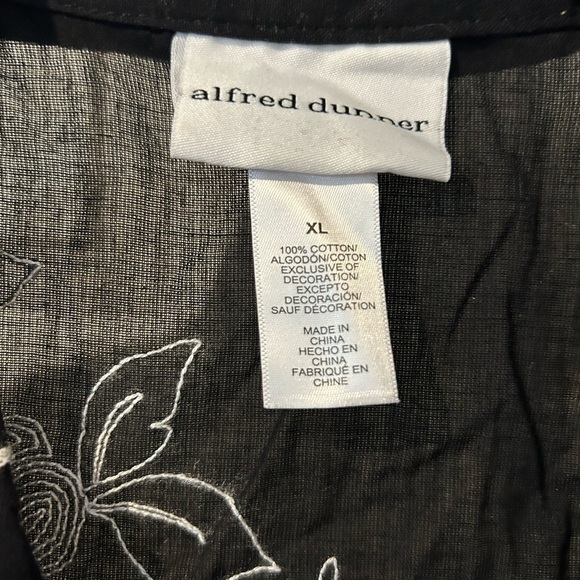 alfred dunner
XL
100% COTTON/
ALGODÓN/COTON
EXCLUSIVE OF
DECORATION/
EXCEPTO
DECORACIÓN/
SAUF DÉCORATION
MADE IN
CHINA
HECHO EN
CHINA
FABRIQUÉ EN
CHINE